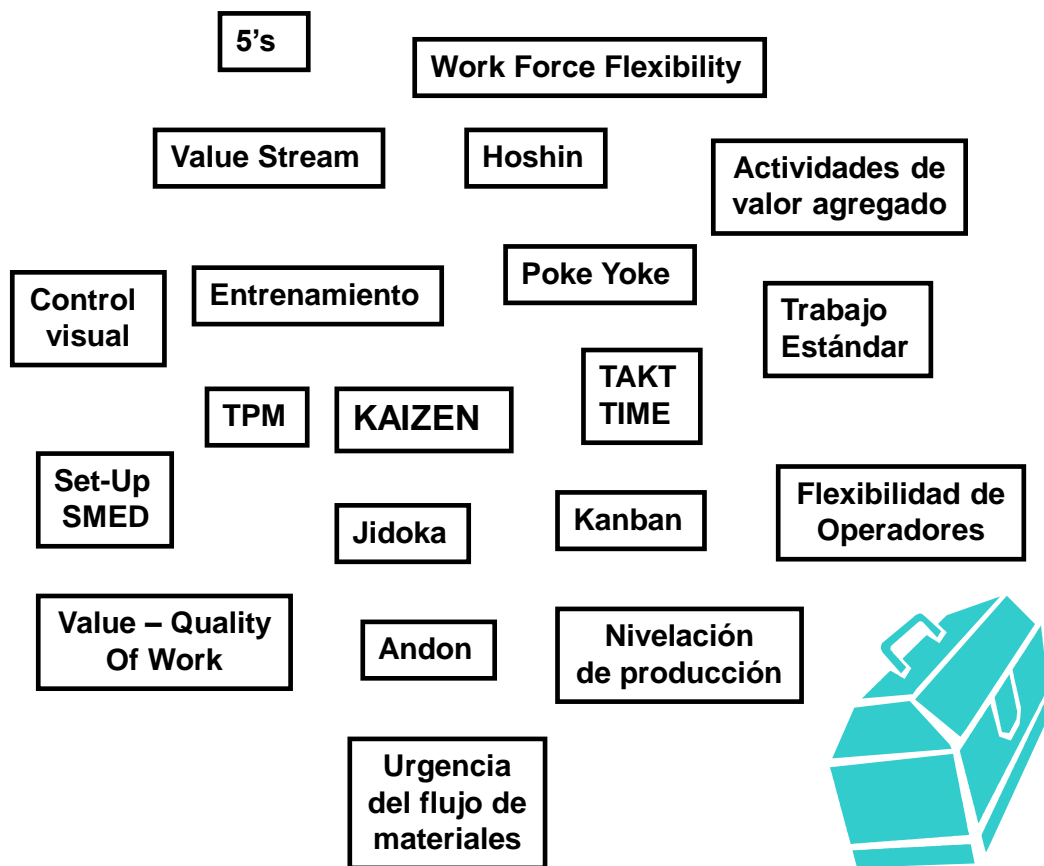 5’s
Work Force Flexibility
Value Stream
Hoshin
Actividades de
valor agregado
Poke Yoke
Control
visual
Entrenamiento
Trabajo
Estándar
TAKT
TIME
TPM
KAIZEN
Set-Up
SMED
Flexibilidad de
Operadores
Jidoka
Kanban
Value – Quality
Of Work
Andon
Nivelación
de producción
Urgencia
del flujo de
materiales